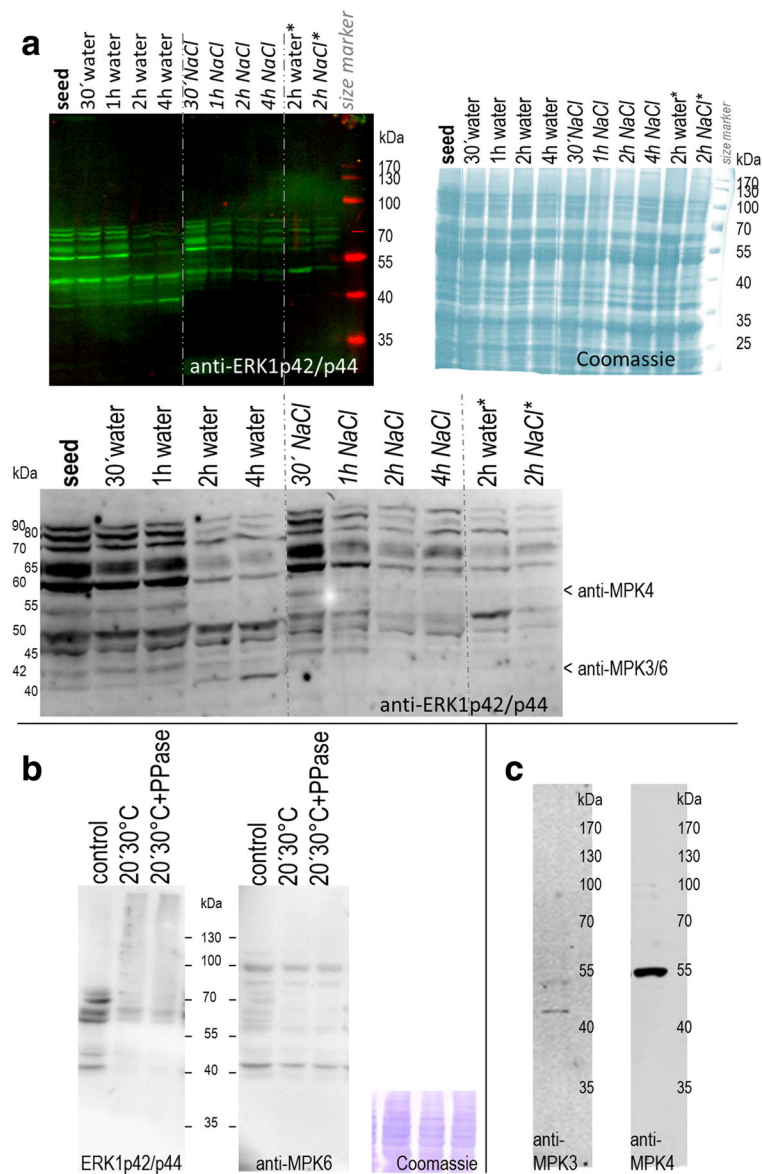 a
seed
30´water
1h water
2h water
4h water
30´NaCl
1h NaCl
2h NaCl
4h NaCl
2h water*
2h NaCl*
size marker
kDa
170
130
100
70
55
40
35
anti-ERK1p42/p44
seed
30´water
1h water
2h water
4h water
30´NaCl
1h NaCl
2h NaCl
4h NaCl
2h water*
2h NaCl*
size marker
kDa
170
130
100
70
55
40
35
25
Coomassie
seed
30´water
1h water
2h water
4h water
30´ NaCl
1h NaCl
2h NaCl
4h NaCl
2h water*
2h NaCl*
kDa
90
80
70
65
60
55
50
45
42
40
< anti-MPK4
< anti-MPK3/6
anti-ERK1p42/p44
b
control
20´30°C
20´30°C+PPase
kDa
130
100
70
55
40
35
ERK1p42/p44
control
20´30°C
20´30°C+PPase
anti-MPK6
Coomassie
c
kDa
170
130
100
70
55
40
35
anti-
MPK3
kDa
170
130
100
70
55
40
35
anti-
MPK4